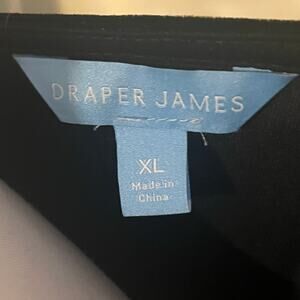 DRAPER JAMES
XL
Made in
China